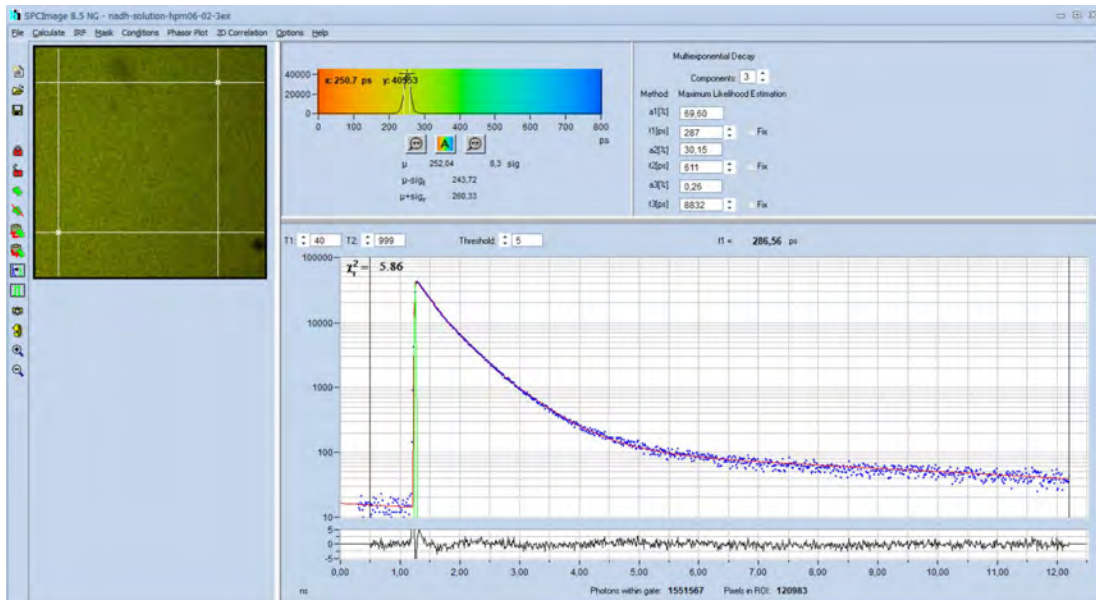 SPCImage 8.5 NG - nadh-solution-hpm06-02-3ex
File Calculate IRF Mask Conditions Phasor Plot 2D Correlation Options Help
x: 250.7 ps y: 40553
40000
20000
0
0 100 200 300 400 500 600 700 800
ps
A
μ 252,04 8,3 sig
μ-sigₗ 243,72
μ+sigᵣ 260,33
Multiexponential Decay
Components: 3
Method: Maximum Likelihood Estimation
a1[%] 69,60
t1[ps] 287 Fix
a2[%] 30,15
t2[ps] 611 Fix
a3[%] 0,26
t3[ps] 8832 Fix
T1: 40 T2: 999 Threshold: 5 t1 = 286,56 ps
χ²ᵣ = 5.86
100000
10000
1000
100
10
5
0
-5
0,00 1,00 2,00 3,00 4,00 5,00 6,00 7,00 8,00 9,00 10,00 11,00 12,00
ns Photons within gate: 1551567 Pixels in ROI: 120983